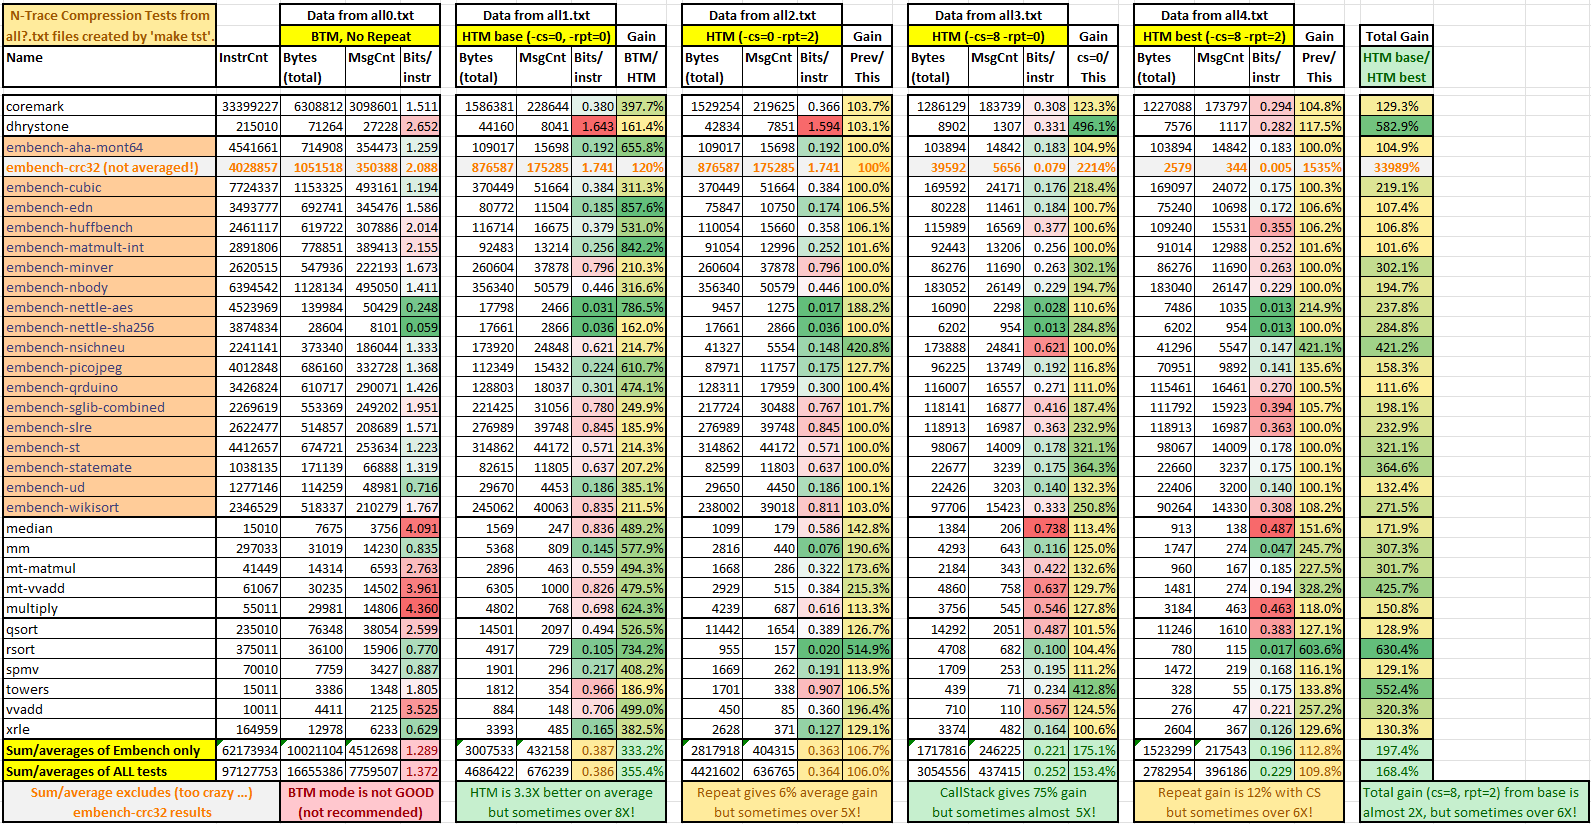 N-Trace Compression Tests from Data from all0.txt Data from all1.txt Data from all2.txt Data from all3.txt Data from all4.txt
all?.txt files created by 'make tst'. BTM, No Repeat HTM base (-cs=0, -rpt=0) Gain HTM (-cs=0 -rpt=2) Gain HTM (-cs=8 -rpt=0) Gain HTM best (-cs=8 -rpt=2) Gain Total Gain
Name InstrCnt Bytes MsgCnt Bits/ Bytes MsgCnt Bits/ BTM/ Bytes MsgCnt Bits/ Prev/ Bytes MsgCnt Bits/ cs=0/ Bytes MsgCnt Bits/ Prev/ HTM base/
(total) instr (total) instr HTM (total) instr This (total) instr This (total) instr This HTM best
coremark 33399227 6308812 3098601 1.511 1586381 228644 0.380 397.7% 1529254 219625 0.366 103.7% 1286129 183739 0.308 123.3% 1227088 173797 0.294 104.8% 129.3%
dhrystone 215010 71264 27228 2.652 44160 8041 1.643 161.4% 42834 7851 1.594 103.1% 8902 1307 0.331 496.1% 7576 1117 0.282 117.5% 582.9%
embench-aha-mont64 4541661 714908 354473 1.259 109017 15698 0.192 655.8% 109017 15698 0.192 100.0% 103894 14842 0.183 104.9% 103894 14842 0.183 100.0% 104.9%
embench-crc32 (not averaged!) 4028857 1051518 350388 2.088 876587 175285 1.741 120% 876587 175285 1.741 100% 39592 5656 0.079 2214% 2579 344 0.005 1535% 33989%
embench-cubic 7724337 1153325 493161 1.194 370449 51664 0.384 311.3% 370449 51664 0.384 100.0% 169592 24171 0.176 218.4% 169097 24072 0.175 100.3% 219.1%
embench-edn 3493777 692741 345476 1.586 80772 11504 0.185 857.6% 75847 10750 0.174 106.5% 80228 11461 0.184 100.7% 75240 10698 0.172 106.6% 107.4%
embench-huffbench 2461117 619722 307886 2.014 116714 16675 0.379 531.0% 110054 15660 0.358 106.1% 115989 16569 0.377 100.6% 109240 15531 0.355 106.2% 106.8%
embench-matmult-int 2891806 778851 389413 2.155 92483 13214 0.256 842.2% 91054 12996 0.252 101.6% 92443 13206 0.256 100.0% 91014 12988 0.252 101.6% 101.6%
embench-minver 2620515 547936 222193 1.673 260604 37878 0.796 210.3% 260604 37878 0.796 100.0% 86276 11690 0.263 302.1% 86276 11690 0.263 100.0% 302.1%
embench-nbody 6394542 1128134 495050 1.411 356340 50579 0.446 316.6% 356340 50579 0.446 100.0% 183052 26149 0.229 194.7% 183040 26147 0.229 100.0% 194.7%
embench-nettle-aes 4523969 139984 50429 0.248 17798 2466 0.031 786.5% 9457 1275 0.017 188.2% 16090 2298 0.028 110.6% 7486 1035 0.013 214.9% 237.8%
embench-nettle-sha256 3874834 28604 8101 0.059 17661 2866 0.036 162.0% 17661 2866 0.036 100.0% 6202 954 0.013 284.8% 6202 954 0.013 100.0% 284.8%
embench-nsichneu 2241141 373340 186044 1.333 173920 24848 0.621 214.7% 41327 5554 0.148 420.8% 173888 24841 0.621 100.0% 41296 5547 0.147 421.1% 421.2%
embench-picojpeg 4012848 686160 332728 1.368 112349 15432 0.224 610.7% 87971 11757 0.175 127.7% 96225 13749 0.192 116.8% 70951 9892 0.141 135.6% 158.3%
embench-qrduino 3426824 610717 290071 1.426 128803 18037 0.301 474.1% 128311 17959 0.300 100.4% 116007 16557 0.271 111.0% 115461 16461 0.270 100.5% 111.6%
embench-sglib-combined 2269619 553369 249202 1.951 221425 31056 0.780 249.9% 217724 30488 0.767 101.7% 118141 16877 0.416 187.4% 111792 15923 0.394 105.7% 198.1%
embench-slre 2622477 514857 208689 1.571 276989 39748 0.845 185.9% 276989 39748 0.845 100.0% 118913 16987 0.363 232.9% 118913 16987 0.363 100.0% 232.9%
embench-st 4412657 674721 253634 1.223 314862 44172 0.571 214.3% 314862 44172 0.571 100.0% 98067 14009 0.178 321.1% 98067 14009 0.178 100.0% 321.1%
embench-statemate 1038135 171139 66888 1.319 82615 11805 0.637 207.2% 82599 11803 0.637 100.0% 22677 3239 0.175 364.3% 22660 3237 0.175 100.1% 364.6%
embench-ud 1277146 114259 48981 0.716 29670 4453 0.186 385.1% 29650 4450 0.186 100.1% 22426 3203 0.140 132.3% 22406 3200 0.140 100.1% 132.4%
embench-wikisort 2346529 518337 210279 1.767 245062 40063 0.835 211.5% 238002 39018 0.811 103.0% 97706 15423 0.333 250.8% 90264 14330 0.308 108.2% 271.5%
median 15010 7675 3756 4.091 1569 247 0.836 489.2% 1099 179 0.586 142.8% 1384 206 0.738 113.4% 913 138 0.487 151.6% 171.9%
mm 297033 31019 14230 0.835 5368 809 0.145 577.9% 2816 440 0.076 190.6% 4293 643 0.116 125.0% 1747 274 0.047 245.7% 307.3%
mt-matmul 41449 14314 6593 2.763 2896 463 0.559 494.3% 1668 286 0.322 173.6% 2184 343 0.422 132.6% 960 167 0.185 227.5% 301.7%
mt-vvadd 61067 30235 14502 3.961 6305 1000 0.826 479.5% 2929 515 0.384 215.3% 4860 758 0.637 129.7% 1481 274 0.194 328.2% 425.7%
multiply 55011 29981 14806 4.360 4802 768 0.698 624.3% 4239 687 0.616 113.3% 3756 545 0.546 127.8% 3184 463 0.463 118.0% 150.8%
qsort 235010 76348 38054 2.599 14501 2097 0.494 526.5% 11442 1654 0.389 126.7% 14292 2051 0.487 101.5% 11246 1610 0.383 127.1% 128.9%
rsort 375011 36100 15906 0.770 4917 729 0.105 734.2% 955 157 0.020 514.9% 4708 682 0.100 104.4% 780 115 0.017 603.6% 630.4%
spmv 70010 7759 3427 0.887 1901 296 0.217 408.2% 1669 262 0.191 113.9% 1709 253 0.195 111.2% 1472 219 0.168 116.1% 129.1%
towers 15011 3386 1348 1.805 1812 354 0.966 186.9% 1701 338 0.907 106.5% 439 71 0.234 412.8% 328 55 0.175 133.8% 552.4%
vvadd 10011 4411 2125 3.525 884 148 0.706 499.0% 450 85 0.360 196.4% 710 110 0.567 124.5% 276 47 0.221 257.2% 320.3%
xrle 164959 12978 6233 0.629 3393 485 0.165 382.5% 2628 371 0.127 129.1% 3374 482 0.164 100.6% 2604 367 0.126 129.6% 130.3%
Sum/averages of Embench only 62173934 10021104 4512698 1.289 3007533 432158 0.387 333.2% 2817918 404315 0.363 106.7% 1717816 246225 0.221 175.1% 1523299 217543 0.196 112.8% 197.4%
Sum/averages of ALL tests 97127753 16655386 7759507 1.372 4686422 676239 0.386 355.4% 4421602 636765 0.364 106.0% 3054556 437415 0.252 153.4% 2782954 396186 0.229 109.8% 168.4%
Sum/average excludes (too crazy ...) BTM mode is not GOOD HTM is 3.3X better on average Repeat gives 6% average gain CallStack gives 75% gain Repeat gain is 12% with CS Total gain (cs=8, rpt=2) from base is
embench-crc32 results (not recommended) but sometimes over 8X! but sometimes over 5X! but sometimes almost 5X! but sometimes over 6X! almost 2X, but sometimes over 6X!